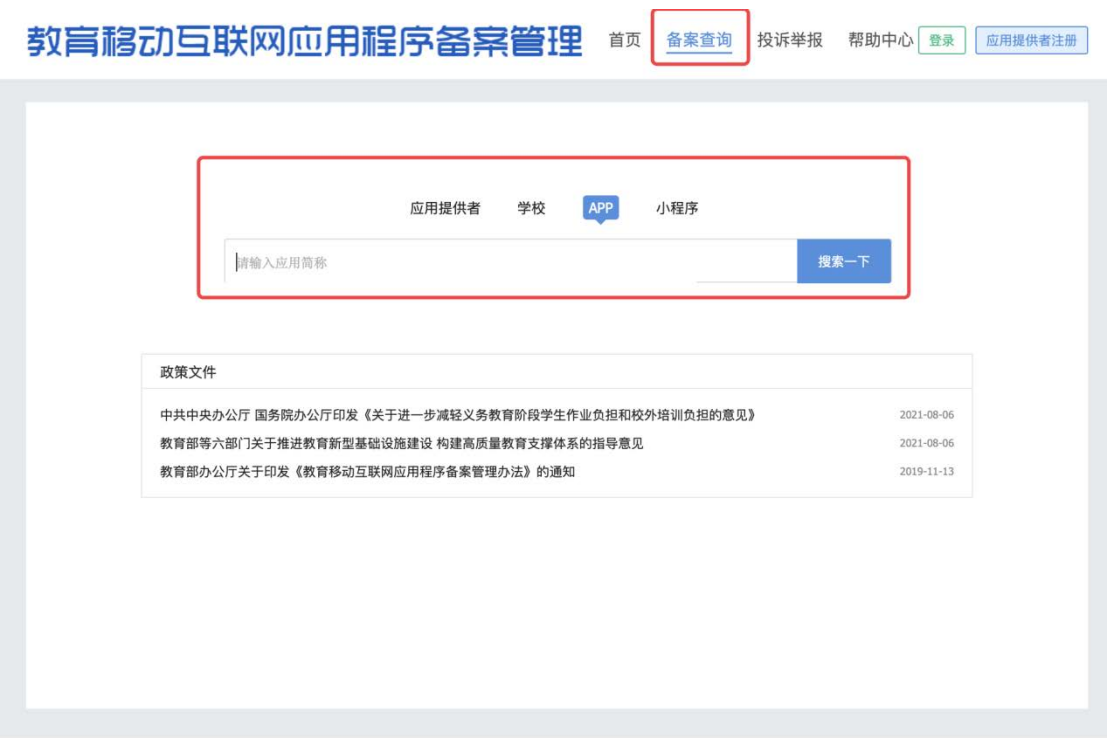 教育移动互联网应用程序备案管理 首页 备案查询 投诉举报 帮助中心 登录 应用提供者注册
应用提供者 学校 APP 小程序
请输入应用简称 搜索一下
政策文件
中共中央办公厅 国务院办公厅印发《关于进一步减轻义务教育阶段学生作业负担和校外培训负担的意见》 2021-08-06
教育部等六部门关于推进教育新型基础设施建设 构建高质量教育支撑体系的指导意见 2021-08-06
教育部办公厅关于印发《教育移动互联网应用程序备案管理办法》的通知 2019-11-13